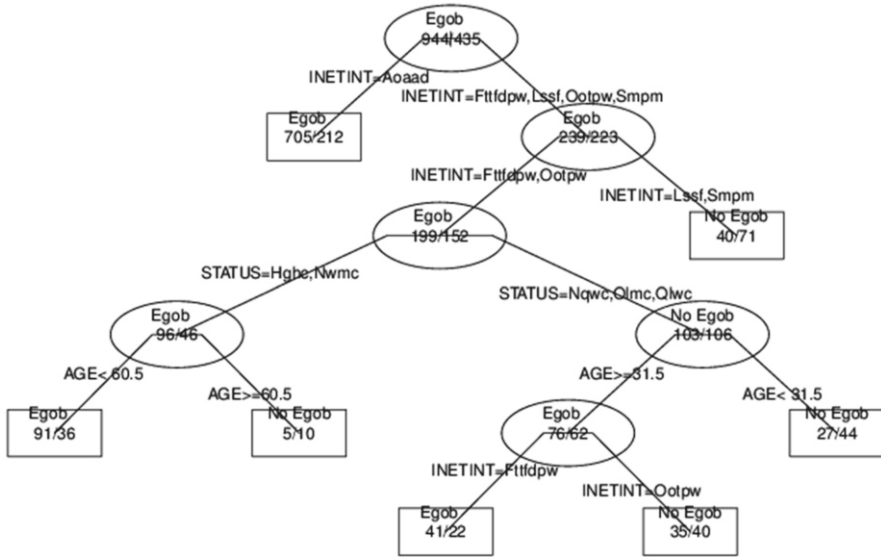 Egob
944/435
INETINT=Aoaad
INETINT=Fttfdpw,Lssf,Ootpw,Smpm
Egob
705/212
Egob
239/223
INETINT=Fttfdpw,Ootpw
INETINT=Lssf,Smpm
Egob
199/152
No Egob
40/71
STATUS=Hghc,Nwmc
STATUS=Nqwc,Qlmc,Qlwc
Egob
96/46
No Egob
103/106
AGE< 60.5
AGE>=60.5
AGE>=31.5
AGE< 31.5
Egob
91/36
No Egob
5/10
Egob
76/62
No Egob
27/44
INETINT=Fttfdpw
INETINT=Ootpw
Egob
41/22
No Egob
35/40